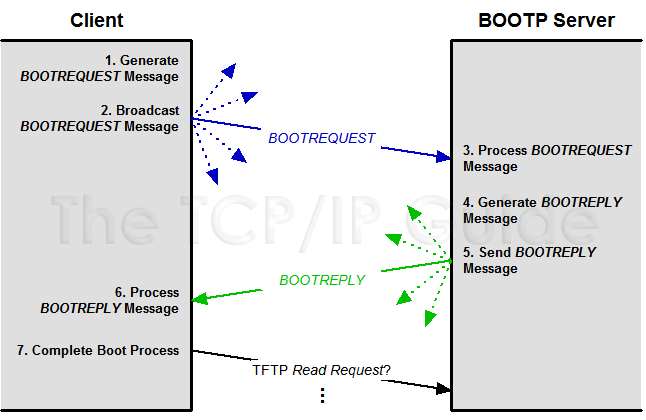 Client
BOOTP Server
1. Generate
BOOTREQUEST Message
2. Broadcast
BOOTREQUEST Message
BOOTREQUEST
3. Process BOOTREQUEST
Message
4. Generate BOOTREPLY
Message
5. Send BOOTREPLY
Message
The TCP/IP Guide
BOOTREPLY
6. Process
BOOTREPLY Message
7. Complete Boot Process
TFTP Read Request?